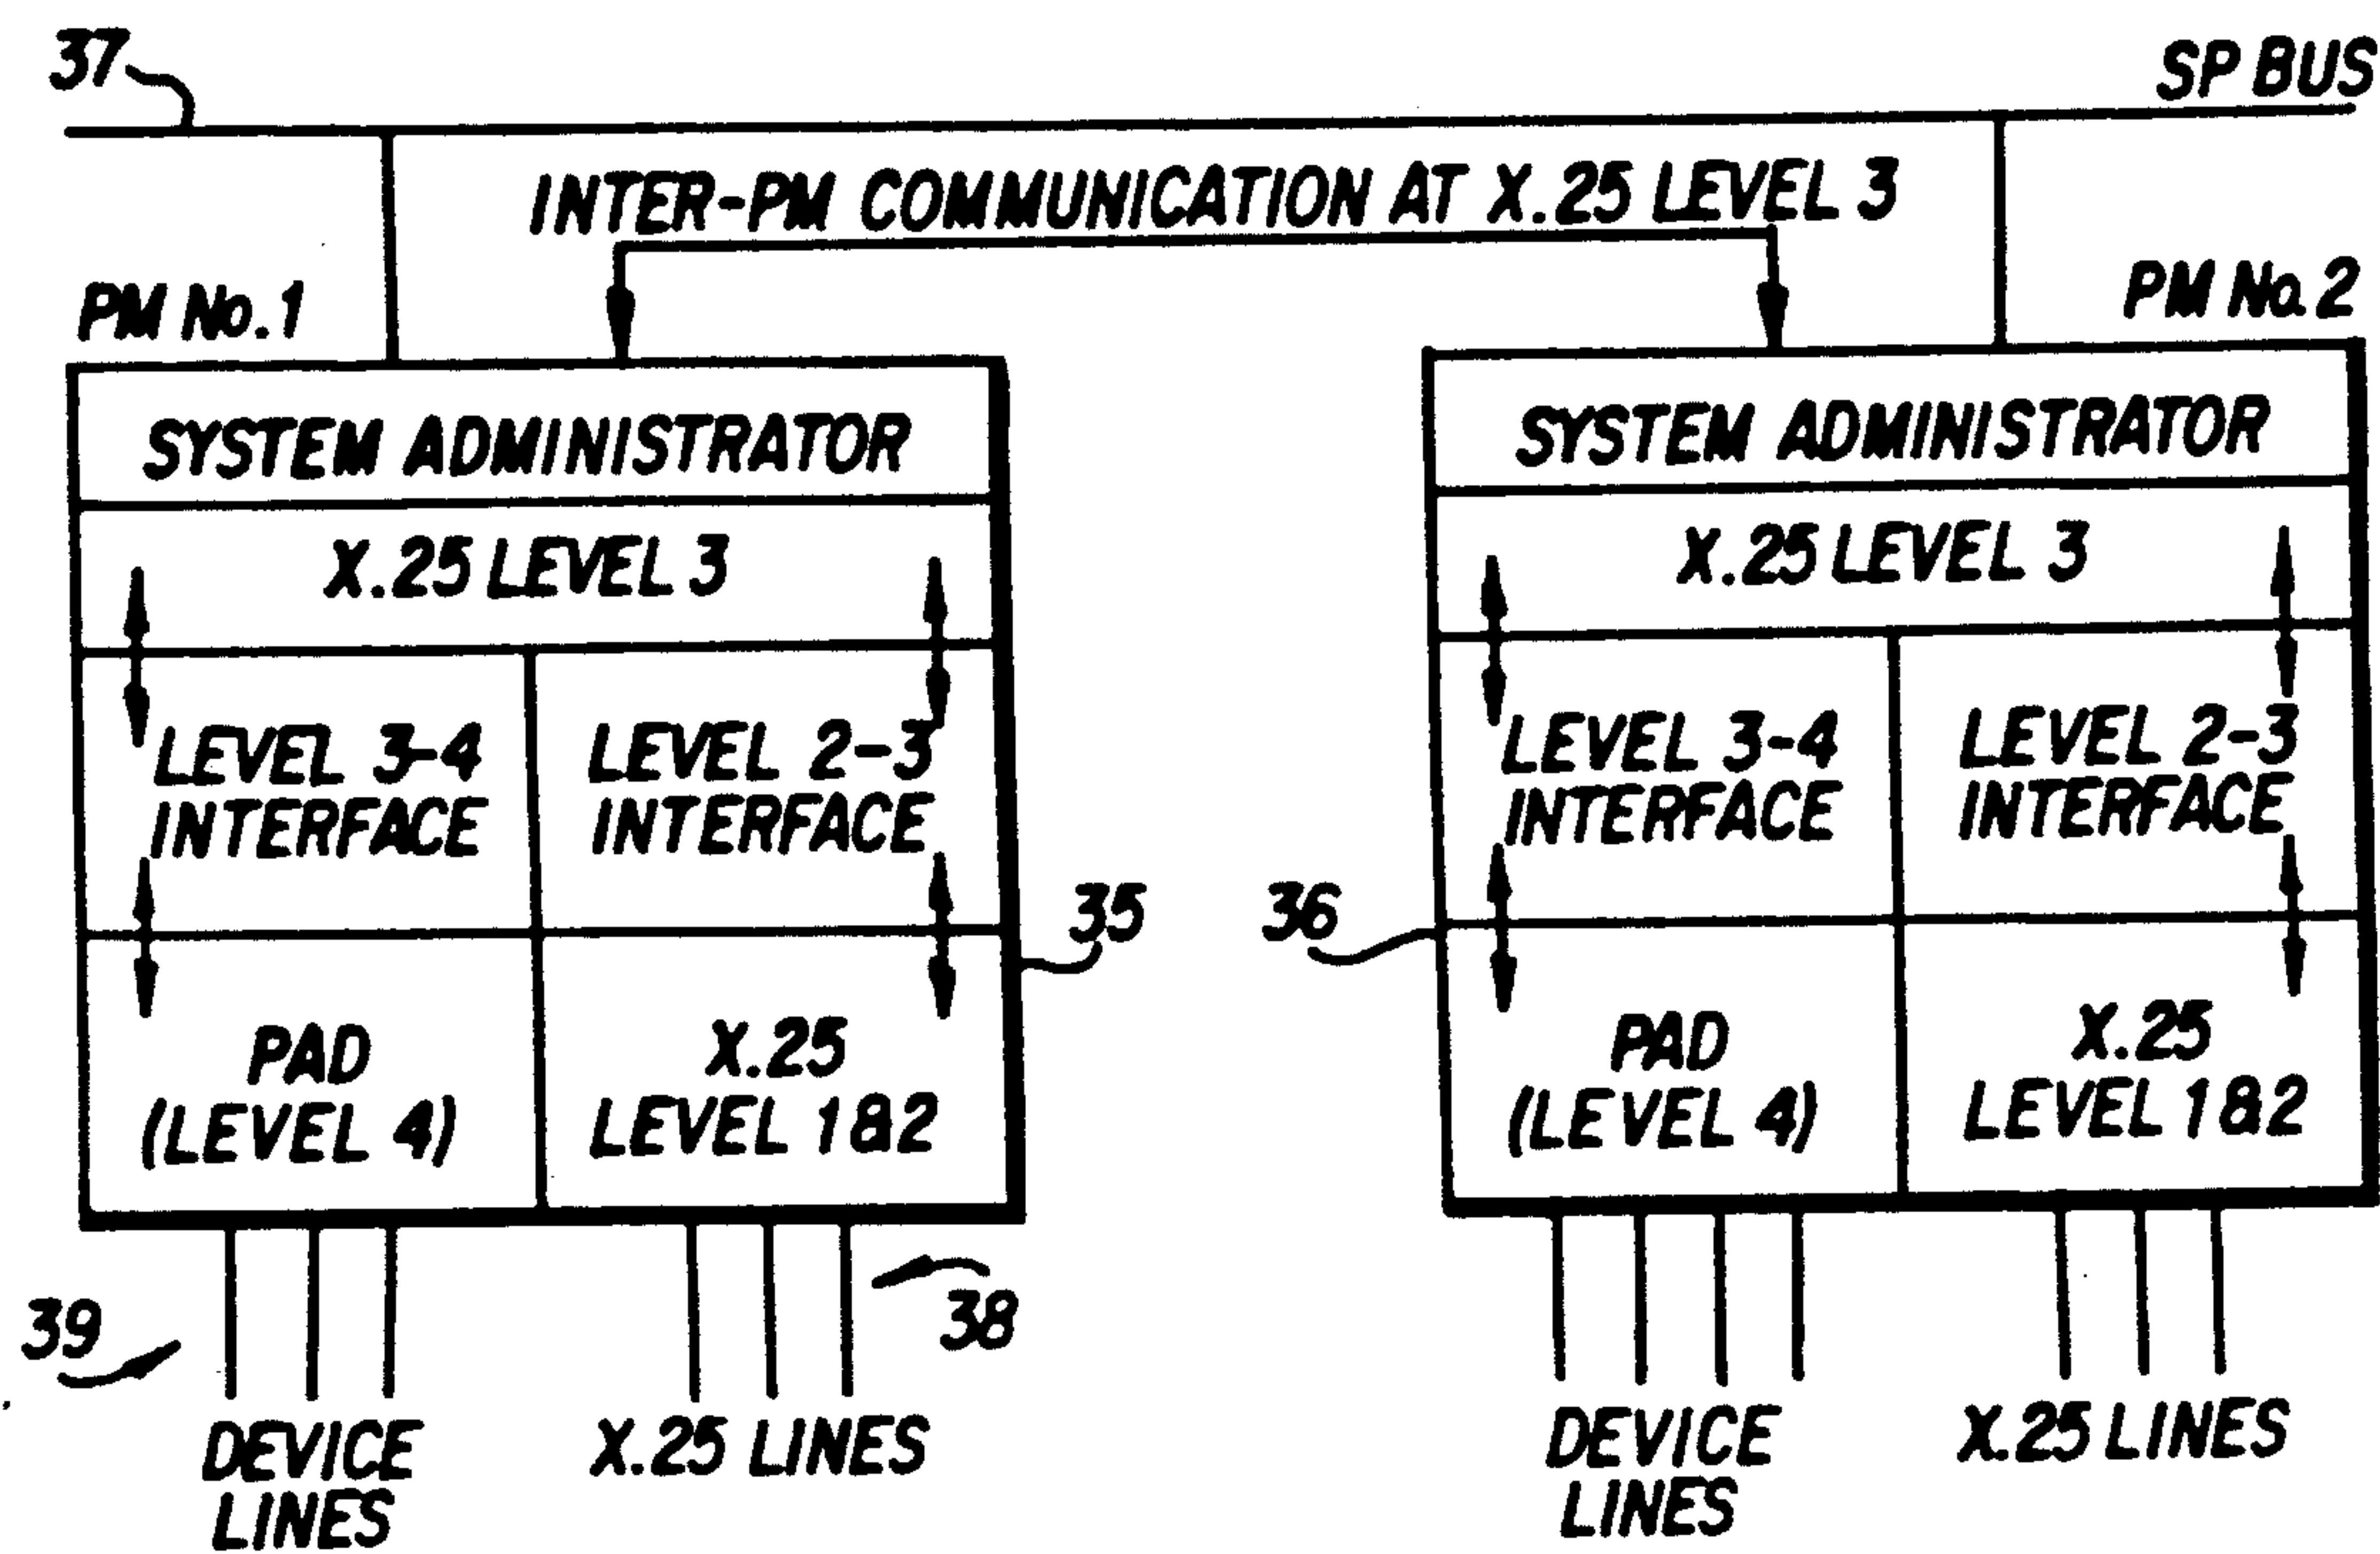 37
SP BUS
INTER-PM COMMUNICATION AT X.25 LEVEL 3
PM No. 1
PM No. 2
SYSTEM ADMINISTRATOR
X.25 LEVEL 3
LEVEL 3-4
INTERFACE
LEVEL 2-3
INTERFACE
PAD
(LEVEL 4)
X.25
LEVEL 1&2
35
39
38
DEVICE
LINES
X.25 LINES
SYSTEM ADMINISTRATOR
X.25 LEVEL 3
LEVEL 3-4
INTERFACE
LEVEL 2-3
INTERFACE
36
PAD
(LEVEL 4)
X.25
LEVEL 1&2
DEVICE
LINES
X.25 LINES